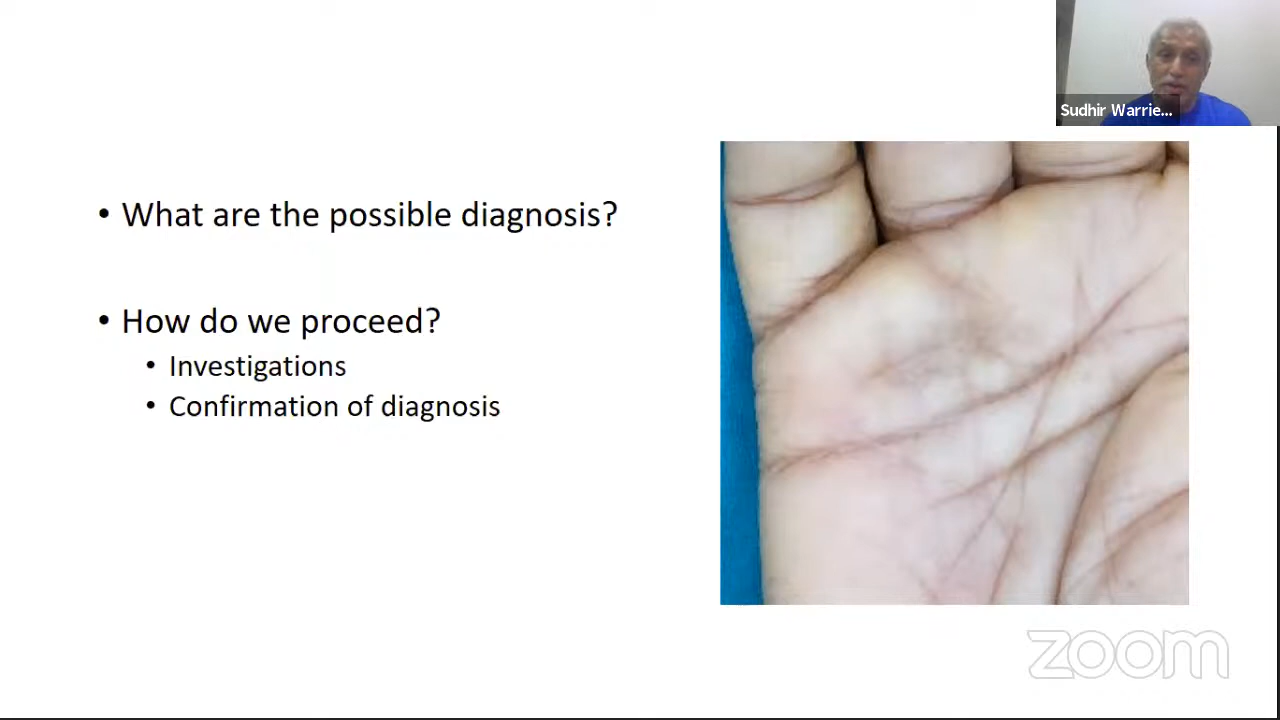 Sudhir Warrie...
• What are the possible diagnosis?
• How do we proceed?
• Investigations
• Confirmation of diagnosis
zoom